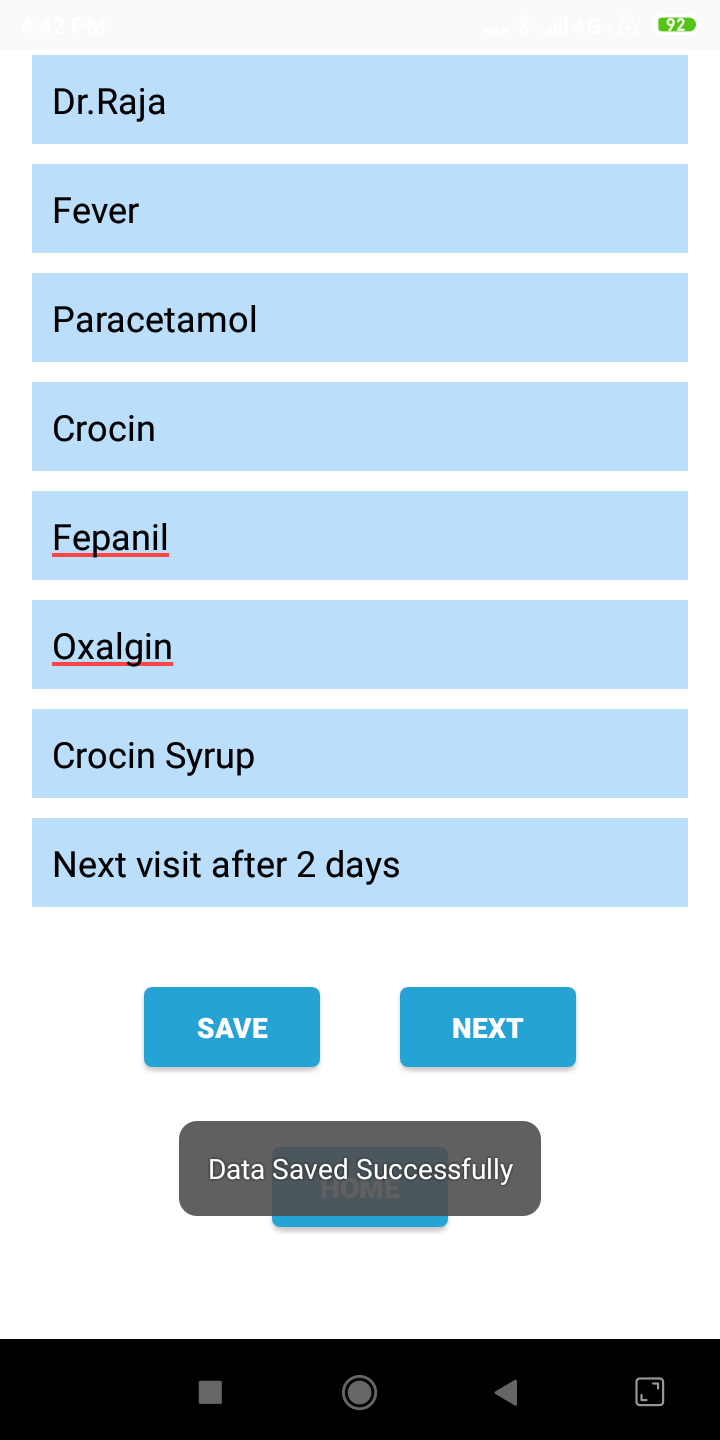 4:42 PM
4G
VoLTE
92
Dr.Raja
Fever
Paracetamol
Crocin
Fepanil
Oxalgin
Crocin Syrup
Next visit after 2 days
SAVE
NEXT
Data Saved Successfully
HOME